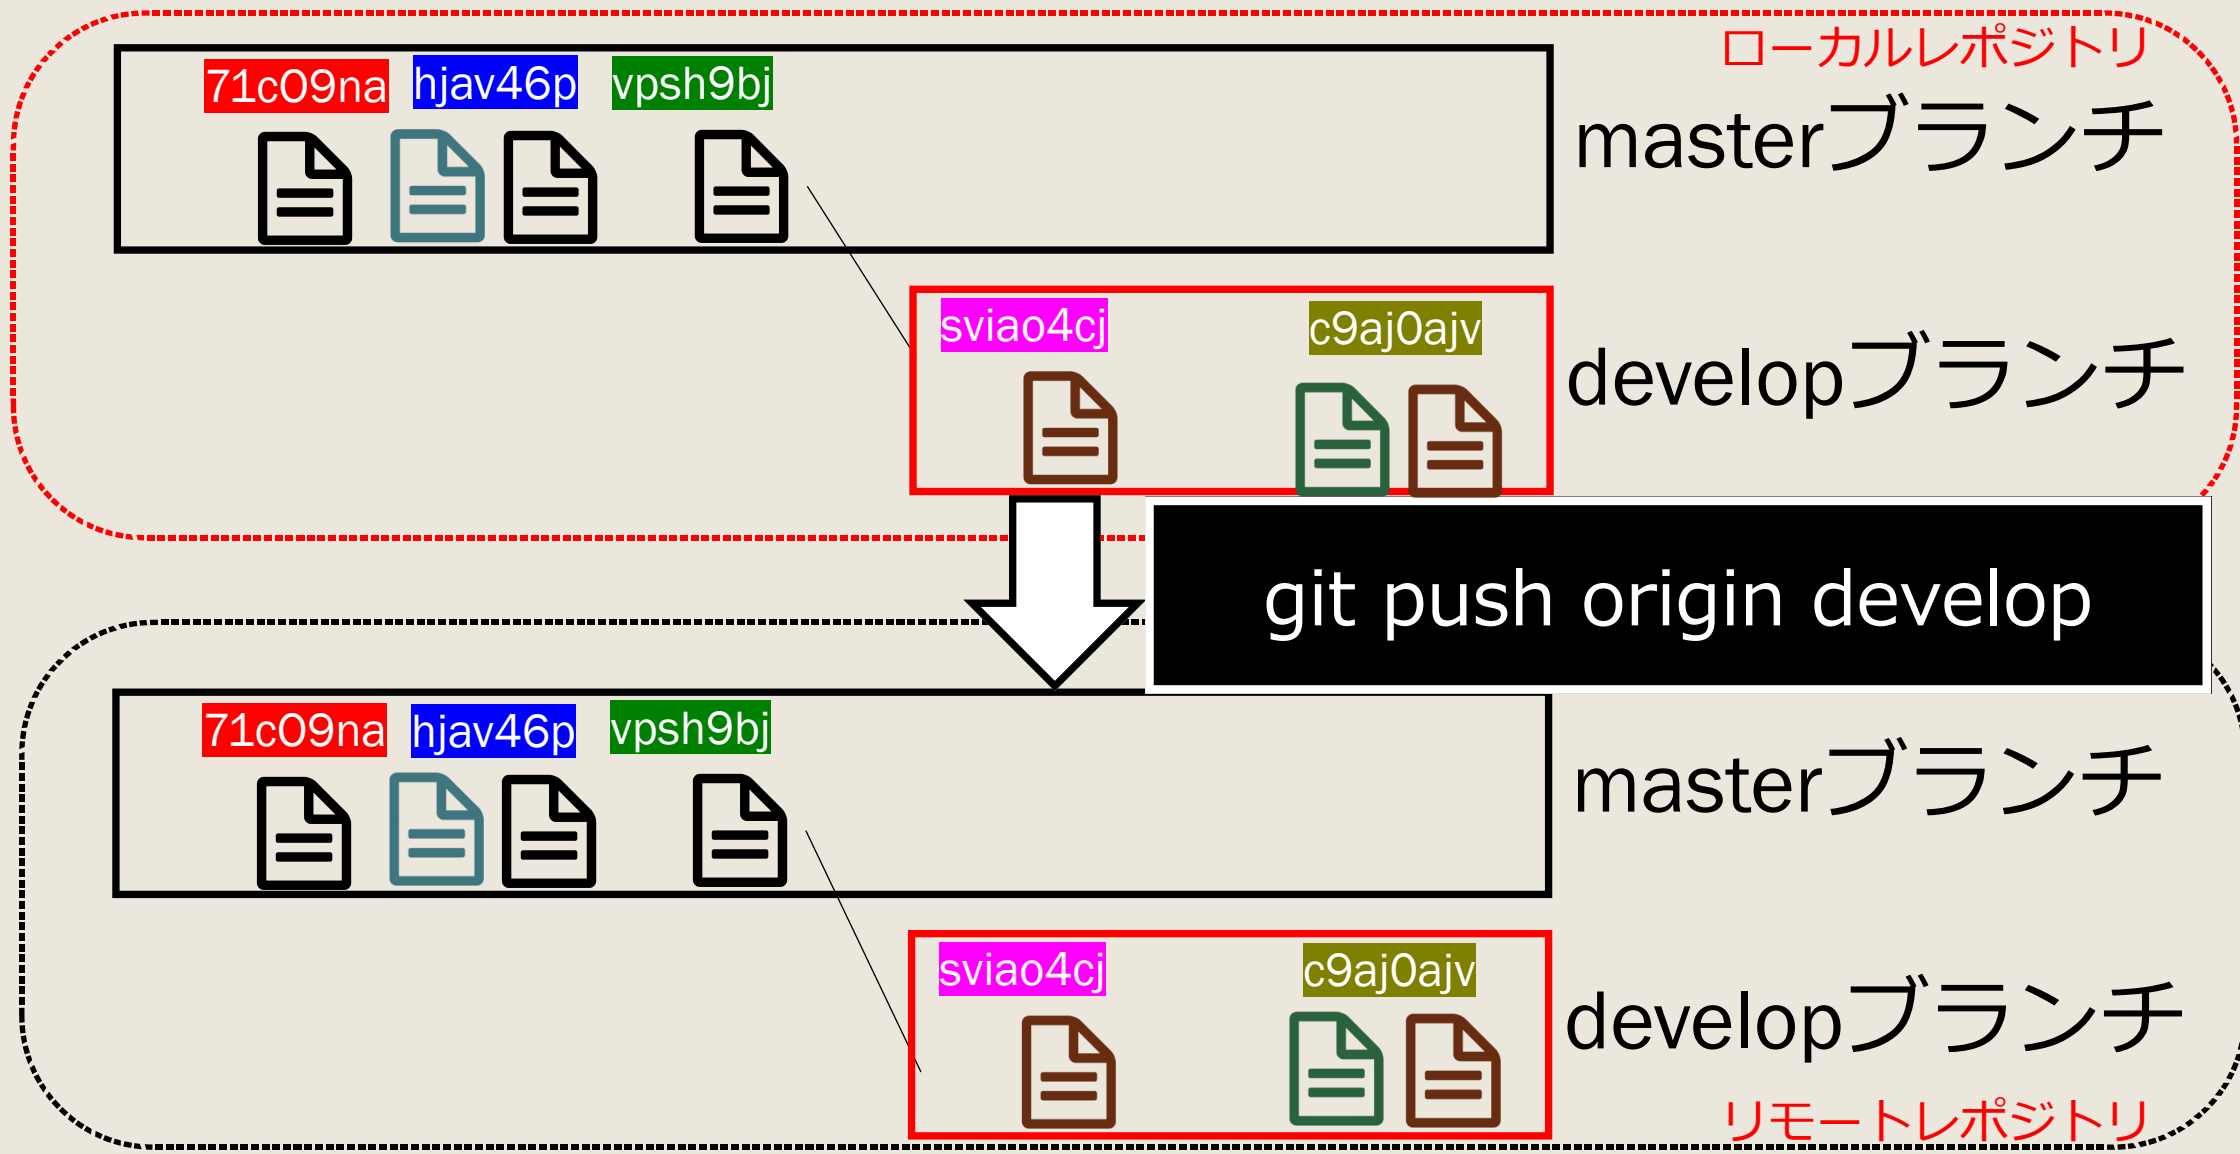 ローカルレポジトリ
71cO9na hjav46p vpsh9bj
masterブランチ
sviao4cj c9aj0ajv
developブランチ
git push origin develop
71cO9na hjav46p vpsh9bj
masterブランチ
sviao4cj c9aj0ajv
developブランチ
リモートレポジトリ